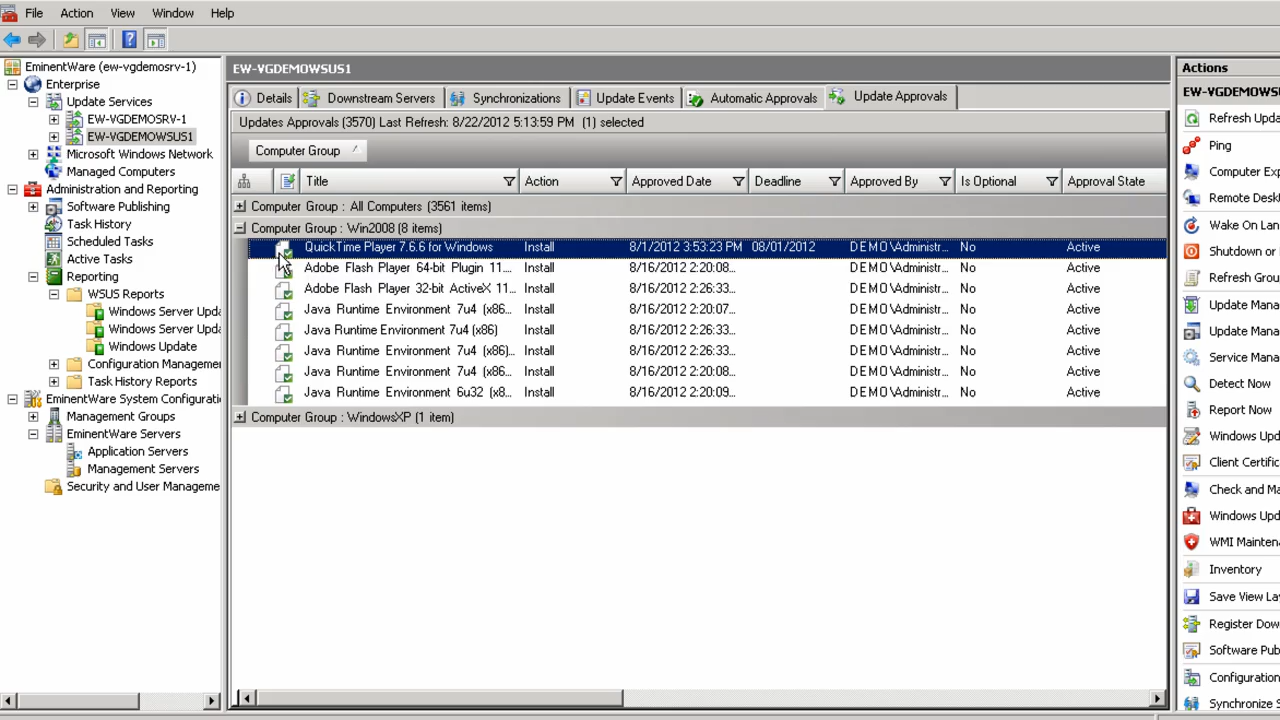 File Action View Window Help
EminentWare (ew-vgdemosrv-1)
Enterprise
Update Services
EW-VGDEMOSRV-1
EW-VGDEMOWSUS1
Microsoft Windows Network
Managed Computers
Administration and Reporting
Software Publishing
Task History
Scheduled Tasks
Active Tasks
Reporting
WSUS Reports
Windows Server Upda
Windows Server Upda
Windows Update
Configuration Managemer
Task History Reports
EminentWare System Configurati
Management Groups
EminentWare Servers
Application Servers
Management Servers
Security and User Manageme
EW-VGDEMOWSUS1
Details Downstream Servers Synchronizations Update Events Automatic Approvals Update Approvals
Updates Approvals (3570) Last Refresh: 8/22/2012 5:13:59 PM (1) selected
Computer Group
Title Action Approved Date Deadline Approved By Is Optional Approval State
Computer Group : All Computers (3561 items)
Computer Group : Win2008 (8 items)
QuickTime Player 7.6.6 for Windows Install 8/1/2012 3:53:23 PM 08/01/2012 DEMO\Administr... No Active
Adobe Flash Player 64-bit Plugin 11.... Install 8/16/2012 2:20:08... DEMO\Administr... No Active
Adobe Flash Player 32-bit ActiveX 11... Install 8/16/2012 2:26:33... DEMO\Administr... No Active
Java Runtime Environment 7u4 (x86... Install 8/16/2012 2:20:07... DEMO\Administr... No Active
Java Runtime Environment 7u4 (x86) Install 8/16/2012 2:26:33... DEMO\Administr... No Active
Java Runtime Environment 7u4 (x86)... Install 8/16/2012 2:26:33... DEMO\Administr... No Active
Java Runtime Environment 7u4 (x86... Install 8/16/2012 2:20:08... DEMO\Administr... No Active
Java Runtime Environment 6u32 (x8... Install 8/16/2012 2:20:09... DEMO\Administr... No Active
Computer Group : WindowsXP (1 item)
Actions
EW-VGDEMOWSU
Refresh Upda
Ping
Computer Exp
Remote Deskt
Wake On Lan
Shutdown or
Refresh Grou
Update Mana
Update Mana
Service Mana
Detect Now
Report Now
Windows Upd
Client Certific
Check and Ma
Windows Upd
WMI Mainten
Inventory
Save View Lay
Register Dow
Software Pub
Configuration
Synchronize S